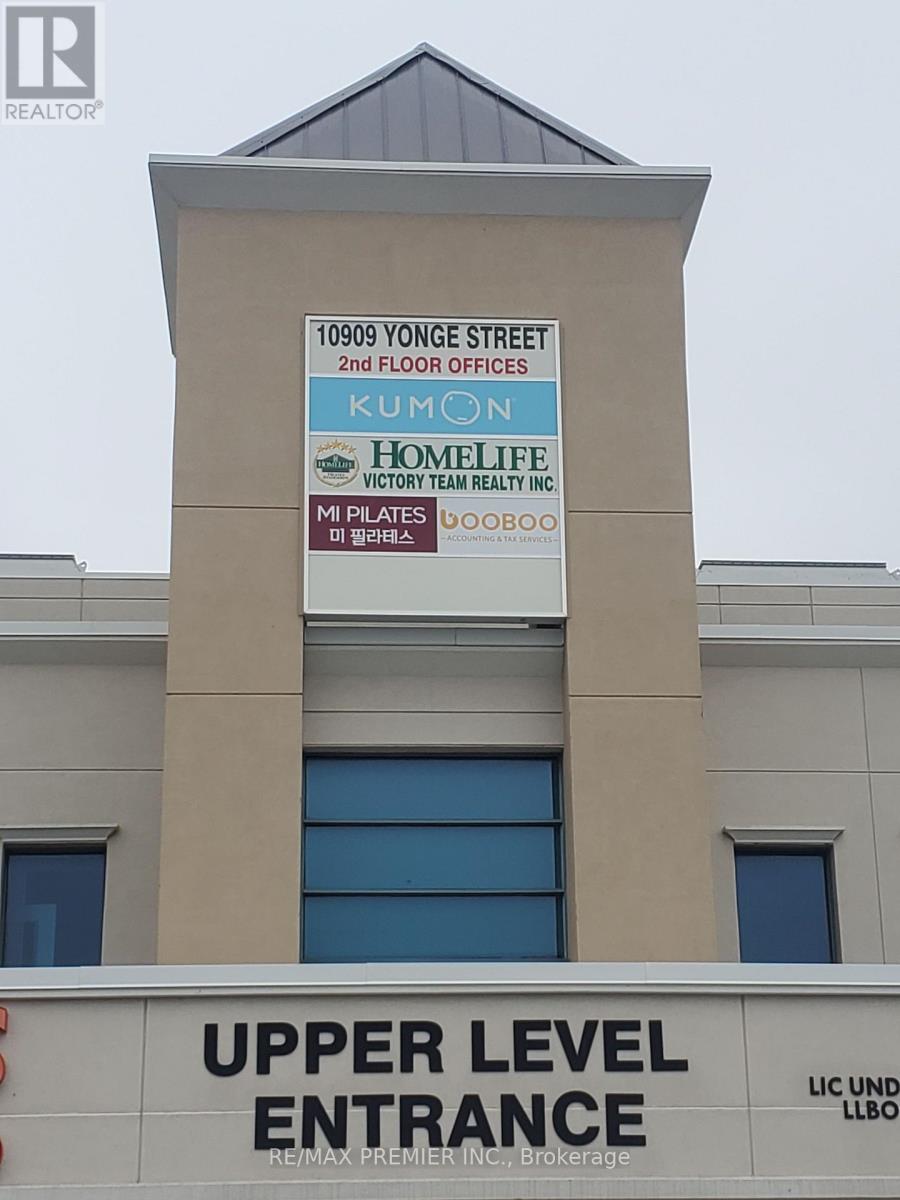 R
REALTOR®
10909 YONGE STREET
2nd FLOOR OFFICES
KUMON
HOMELIFE
HOMELIFE
VICTORY TEAM REALTY INC.
MI PILATES
미 필라테스
BOOBOO
ACCOUNTING & TAX SERVICES
UPPER LEVEL
ENTRANCE
LIC UND
LLBO
RE/MAX PREMIER INC., Brokerage